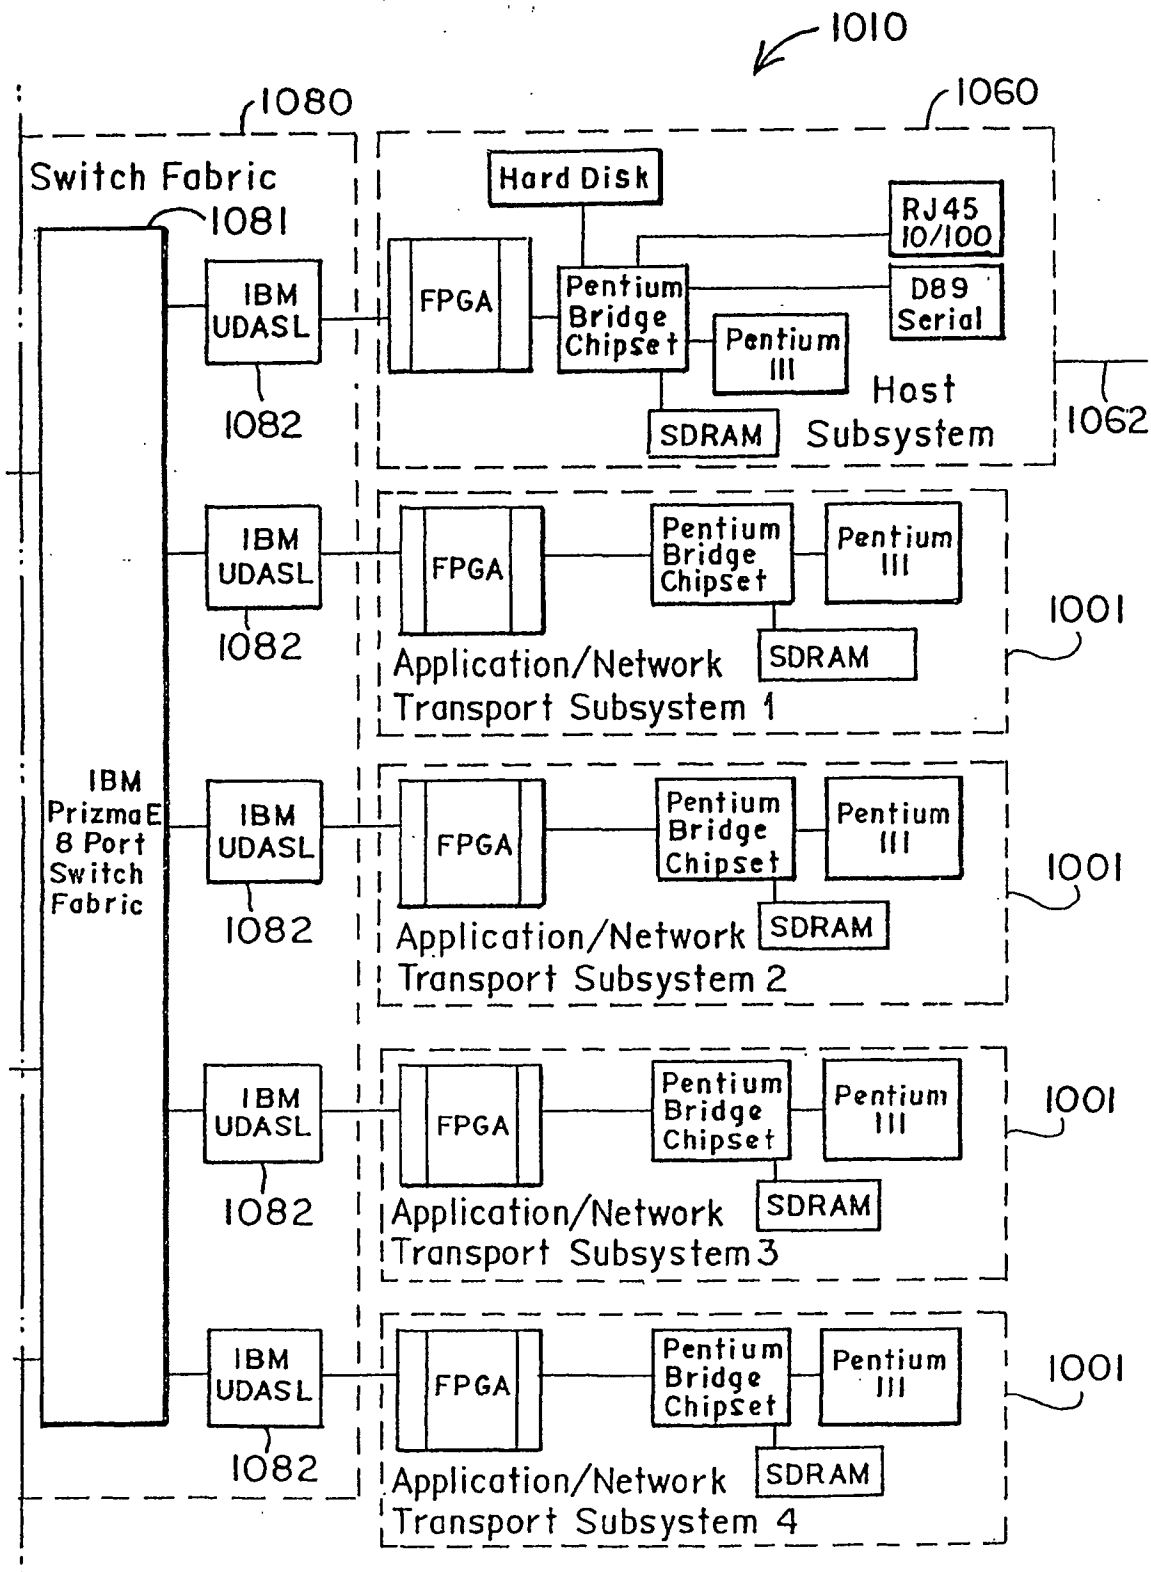 1010
1080
1060
Switch Fabric
1081
Hard Disk
RJ45
10/100
IBM
UDASL
FPGA
Pentium
Bridge
Chipset
D89
Serial
Pentium
III
1082
SDRAM
Host
Subsystem
1062
IBM
UDASL
FPGA
Pentium
Bridge
Chipset
Pentium
III
1082
SDRAM
1001
Application/Network
Transport Subsystem 1
IBM
PrizmaE
8 Port
Switch
Fabric
IBM
UDASL
FPGA
Pentium
Bridge
Chipset
Pentium
III
1082
SDRAM
1001
Application/Network
Transport Subsystem 2
IBM
UDASL
FPGA
Pentium
Bridge
Chipset
Pentium
III
1082
SDRAM
1001
Application/Network
Transport Subsystem 3
IBM
UDASL
FPGA
Pentium
Bridge
Chipset
Pentium
III
1082
SDRAM
1001
Application/Network
Transport Subsystem 4